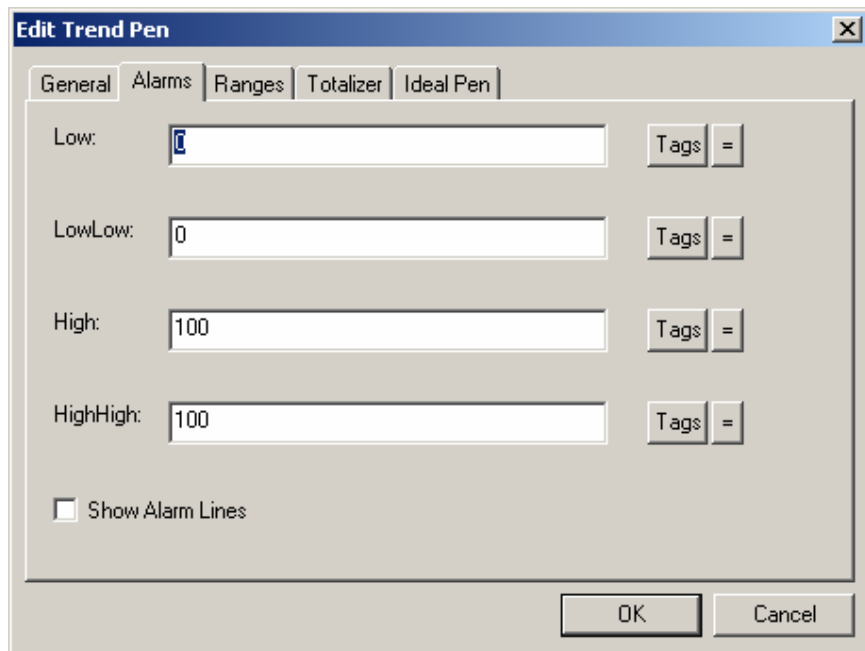 Edit Trend Pen
General Alarms Ranges Totalizer Ideal Pen
Low: 0 Tags =
LowLow: 0 Tags =
High: 100 Tags =
HighHigh: 100 Tags =
Show Alarm Lines
OK Cancel